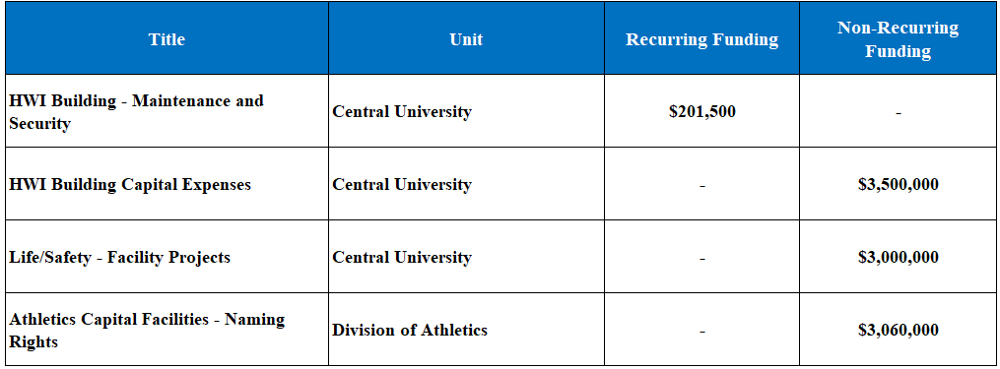 Title Unit Recurring Funding Non-Recurring
Funding
HWI Building - Maintenance and
Security Central University $201,500 -
HWI Building Capital Expenses Central University - $3,500,000
Life/Safety - Facility Projects Central University - $3,000,000
Athletics Capital Facilities - Naming
Rights Division of Athletics - $3,060,000